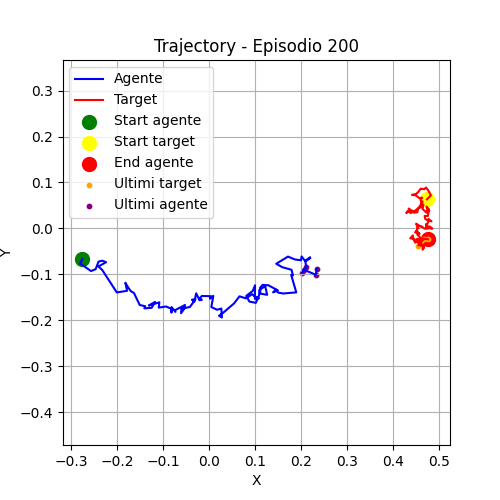 Trajectory - Episodio 200
Agente
Target
Start agente
Start target
End agente
Ultimi target
Ultimi agente
Y
0.3
0.2
0.1
0.0
−0.1
−0.2
−0.3
−0.4
−0.3 −0.2 −0.1 0.0 0.1 0.2 0.3 0.4 0.5
X